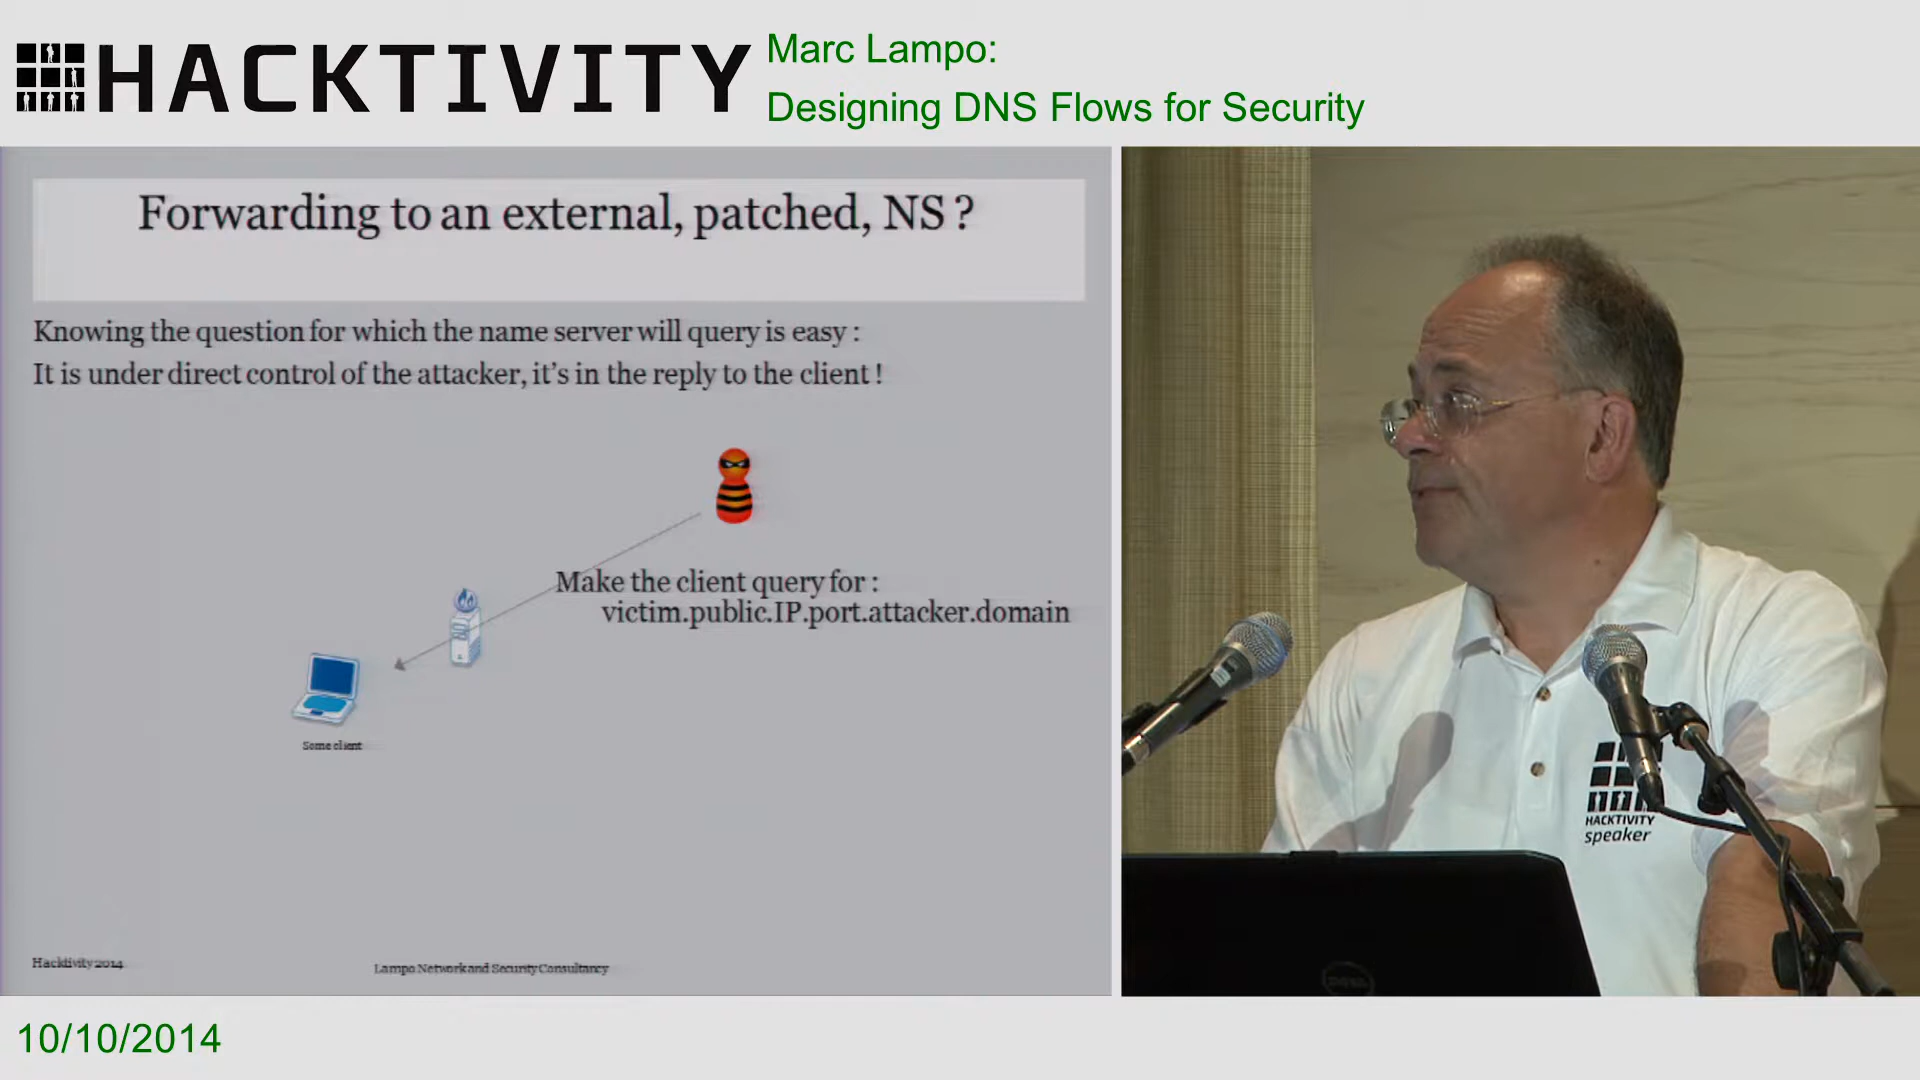 HACKTIVITY
Marc Lampo:
Designing DNS Flows for Security
Forwarding to an external, patched, NS ?
Knowing the question for which the name server will query is easy :
It is under direct control of the attacker, it's in the reply to the client !
Make the client query for :
victim.public.IP.port.attacker.domain
Some client
Hacktivity 2014
Lampo Network and Security Consultancy
HACKTIVITY
speaker
DELL
10/10/2014